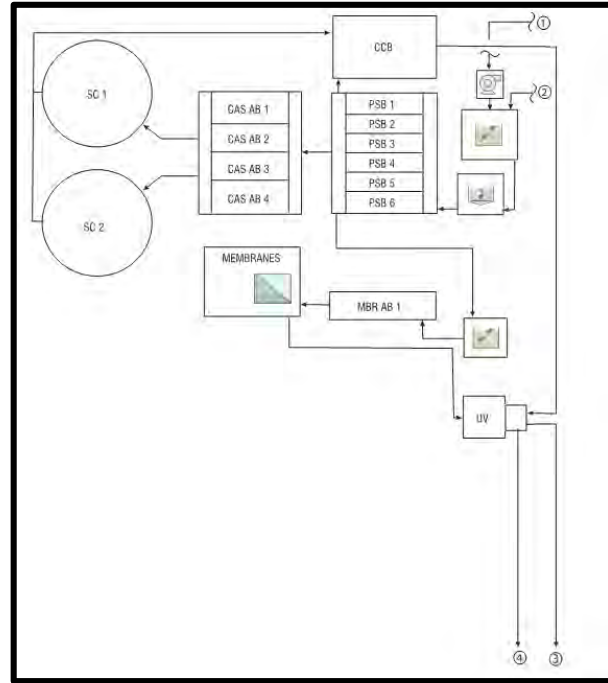 ①
CCB
SC 1
②
CAS AB 1
CAS AB 2
CAS AB 3
CAS AB 4
PSB 1
PSB 2
PSB 3
PSB 4
PSB 5
PSB 6
SC 2
MEMBRANES
MBR AB 1
UV
④
③